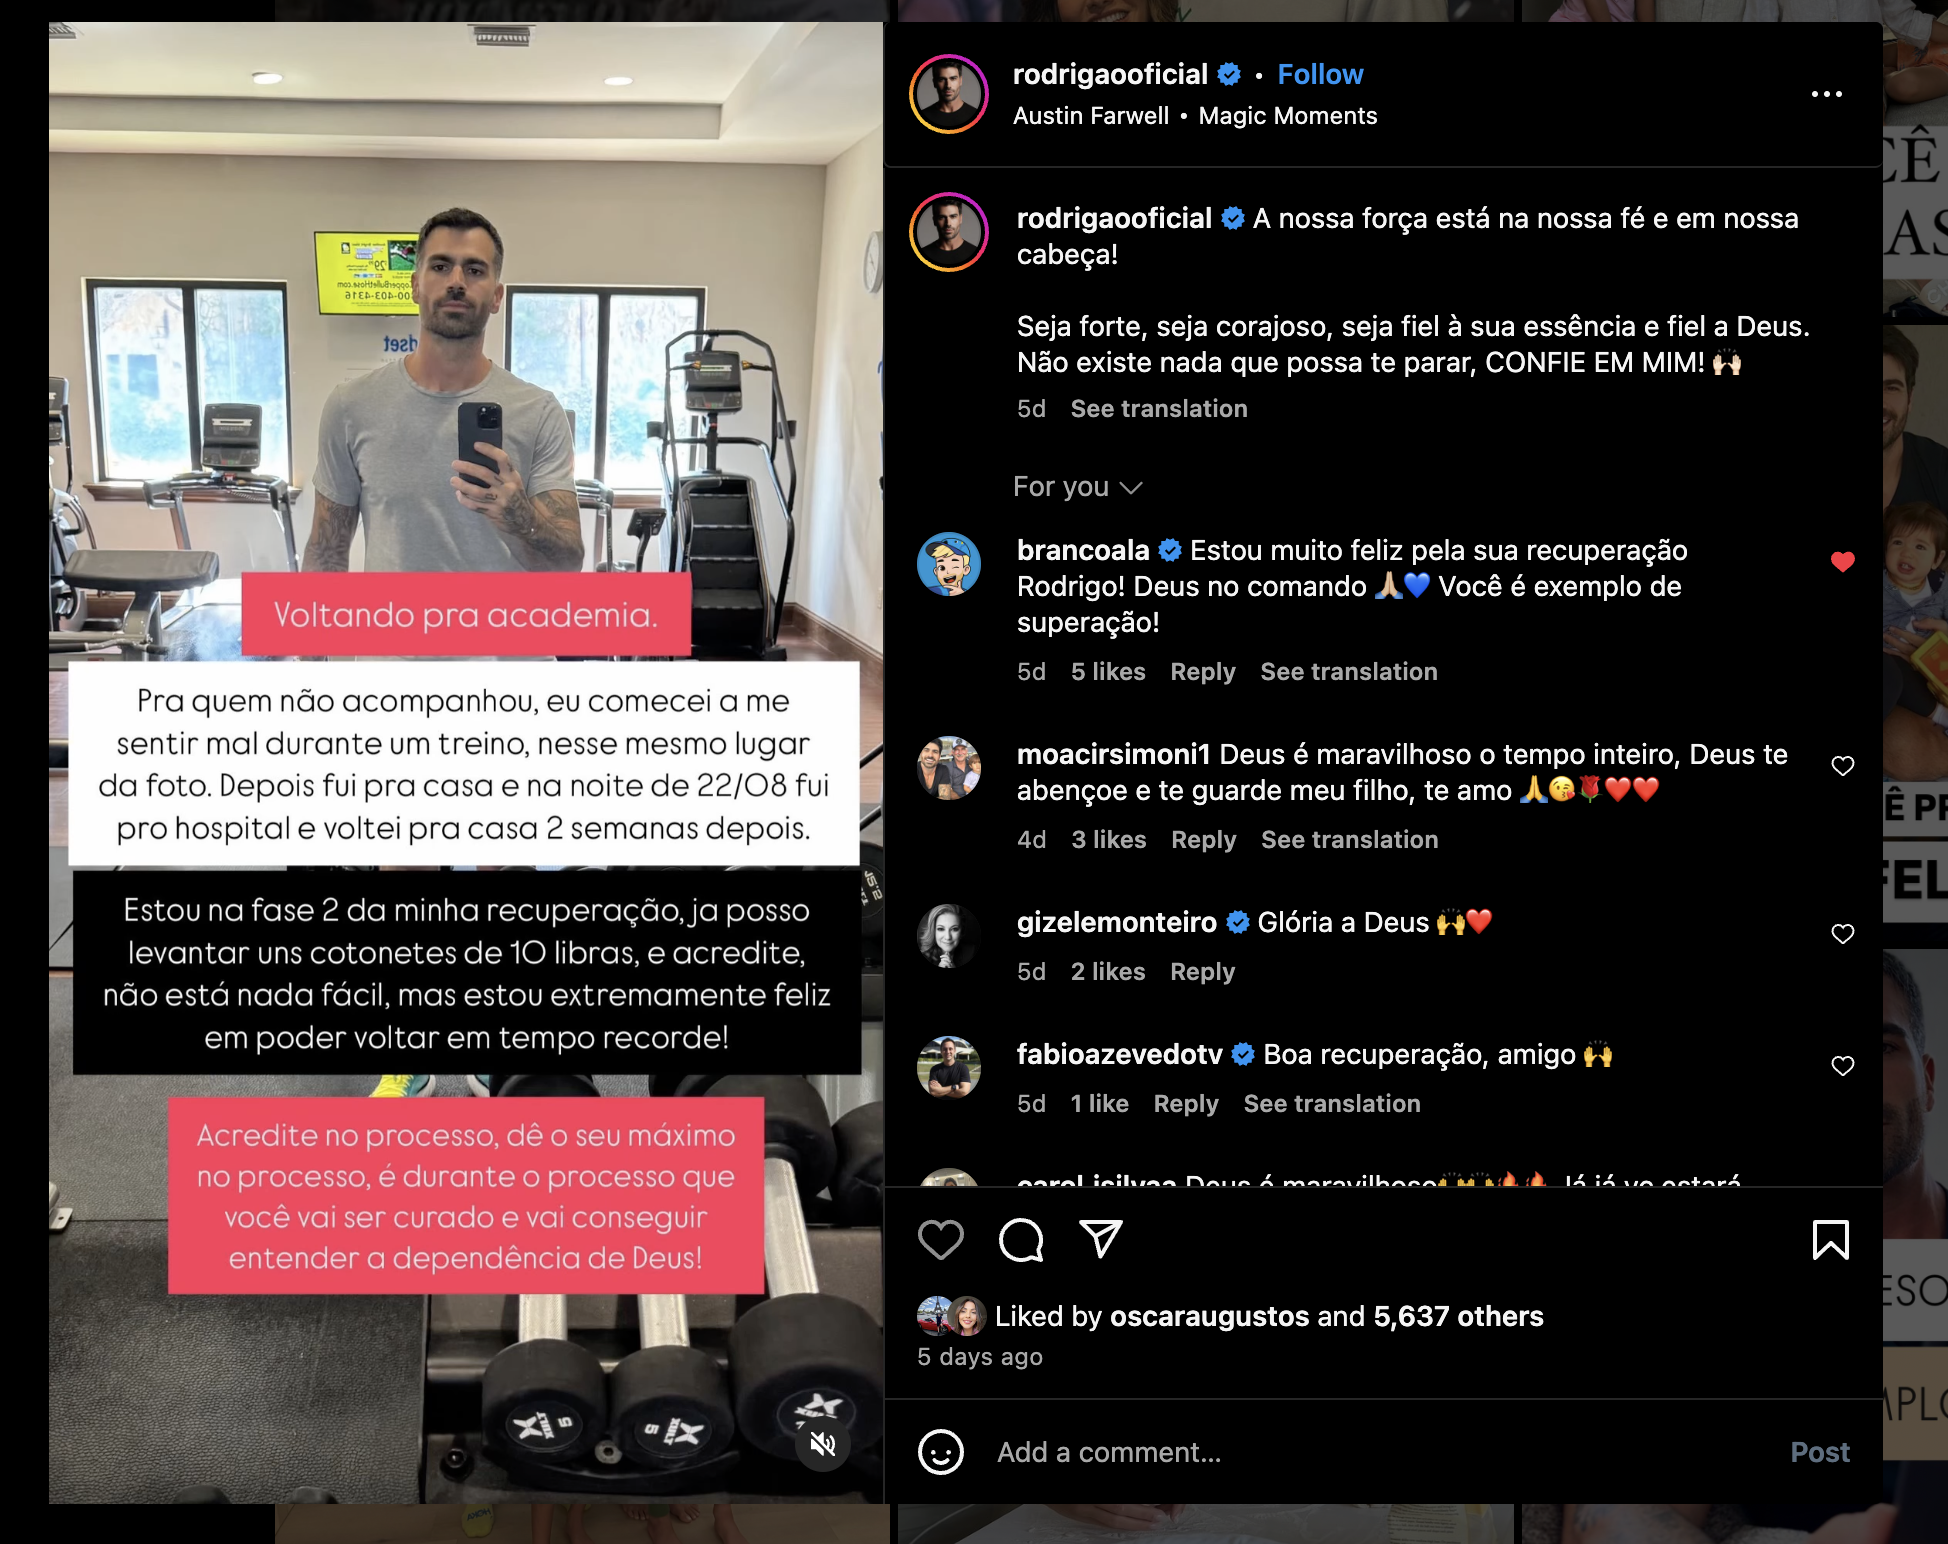 rodrigaooficial • Follow
Austin Farwell • Magic Moments
rodrigaooficial A nossa força está na nossa fé e em nossa
cabeça!
Seja forte, seja corajoso, seja fiel à sua essência e fiel a Deus.
Não existe nada que possa te parar, CONFIE EM MIM! 🙌🏻
5d See translation
For you
brancoala Estou muito feliz pela sua recuperação
Rodrigo! Deus no comando 🙏🏼💙 Você é exemplo de
superação!
5d 5 likes Reply See translation
moacirsimoni1 Deus é maravilhoso o tempo inteiro, Deus te
abençoe e te guarde meu filho, te amo 🙏😘🌹❤️❤️
4d 3 likes Reply See translation
gizelemonteiro Glória a Deus 🙌❤️
5d 2 likes Reply
fabioazevedotv Boa recuperação, amigo 🙌
5d 1 like Reply See translation
Liked by oscaraugustos and 5,637 others
5 days ago
Add a comment...
Post
Voltando pra academia.
Pra quem não acompanhou, eu comecei a me
sentir mal durante um treino, nesse mesmo lugar
da foto. Depois fui pra casa e na noite de 22/08 fui
pro hospital e voltei pra casa 2 semanas depois.
Estou na fase 2 da minha recuperação, ja posso
levantar uns cotonetes de 10 libras, e acredite,
não está nada fácil, mas estou extremamente feliz
em poder voltar em tempo recorde!
Acredite no processo, dê o seu máximo
no processo, é durante o processo que
você vai ser curado e vai conseguir
entender a dependência de Deus!